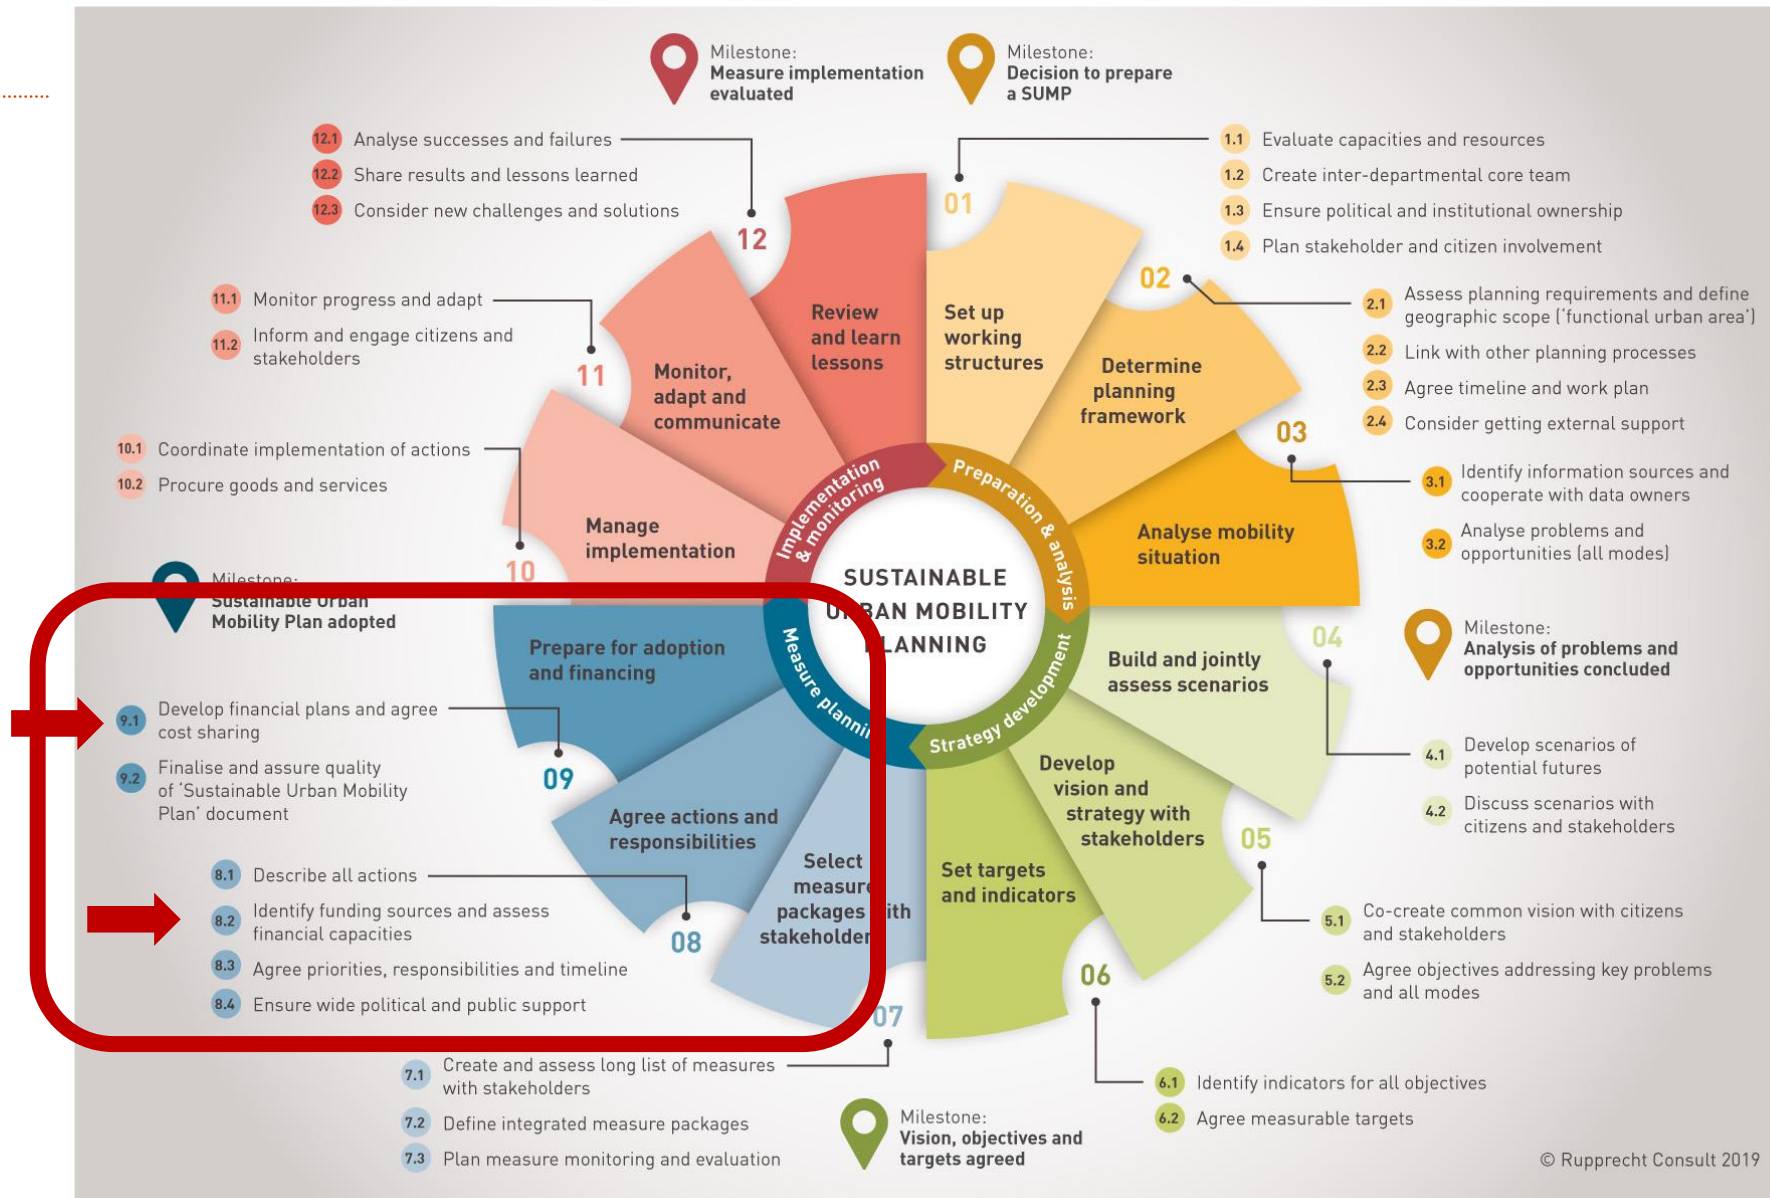 Milestone:
Measure implementation
evaluated
Milestone:
Decision to prepare
a SUMP
12.1 Analyse successes and failures
12.2 Share results and lessons learned
12.3 Consider new challenges and solutions
12
01
1.1 Evaluate capacities and resources
1.2 Create inter-departmental core team
1.3 Ensure political and institutional ownership
1.4 Plan stakeholder and citizen involvement
02
2.1 Assess planning requirements and define
geographic scope (‘functional urban area’)
2.2 Link with other planning processes
2.3 Agree timeline and work plan
2.4 Consider getting external support
11.1 Monitor progress and adapt
11.2 Inform and engage citizens and
stakeholders
11
Review
and learn
lessons
Set up
working
structures
Monitor,
adapt and
communicate
Determine
planning
framework
03
3.1 Identify information sources and
cooperate with data owners
3.2 Analyse problems and
opportunities (all modes)
10.1 Coordinate implementation of actions
10.2 Procure goods and services
10
Manage
implementation
Analyse mobility
situation
Implementation
& monitoring
Preparation & analysis
SUSTAINABLE
URBAN MOBILITY
PLANNING
Measure planni
Strategy development
Milestone:
Sustainable Urban
Mobility Plan adopted
Prepare for adoption
and financing
Build and jointly
assess scenarios
04
Milestone:
Analysis of problems and
opportunities concluded
9.1 Develop financial plans and agree
cost sharing
9.2 Finalise and assure quality
of ‘Sustainable Urban Mobility
Plan’ document
09
4.1 Develop scenarios of
potential futures
4.2 Discuss scenarios with
citizens and stakeholders
Agree actions and
responsibilities
Develop
vision and
strategy with
stakeholders
05
Select
measure
packages with
stakeholder
Set targets
and indicators
8.1 Describe all actions
8.2 Identify funding sources and assess
financial capacities
8.3 Agree priorities, responsibilities and timeline
8.4 Ensure wide political and public support
08
5.1 Co-create common vision with citizens
and stakeholders
5.2 Agree objectives addressing key problems
and all modes
06
07
7.1 Create and assess long list of measures
with stakeholders
7.2 Define integrated measure packages
7.3 Plan measure monitoring and evaluation
6.1 Identify indicators for all objectives
6.2 Agree measurable targets
Milestone:
Vision, objectives and
targets agreed
© Rupprecht Consult 2019